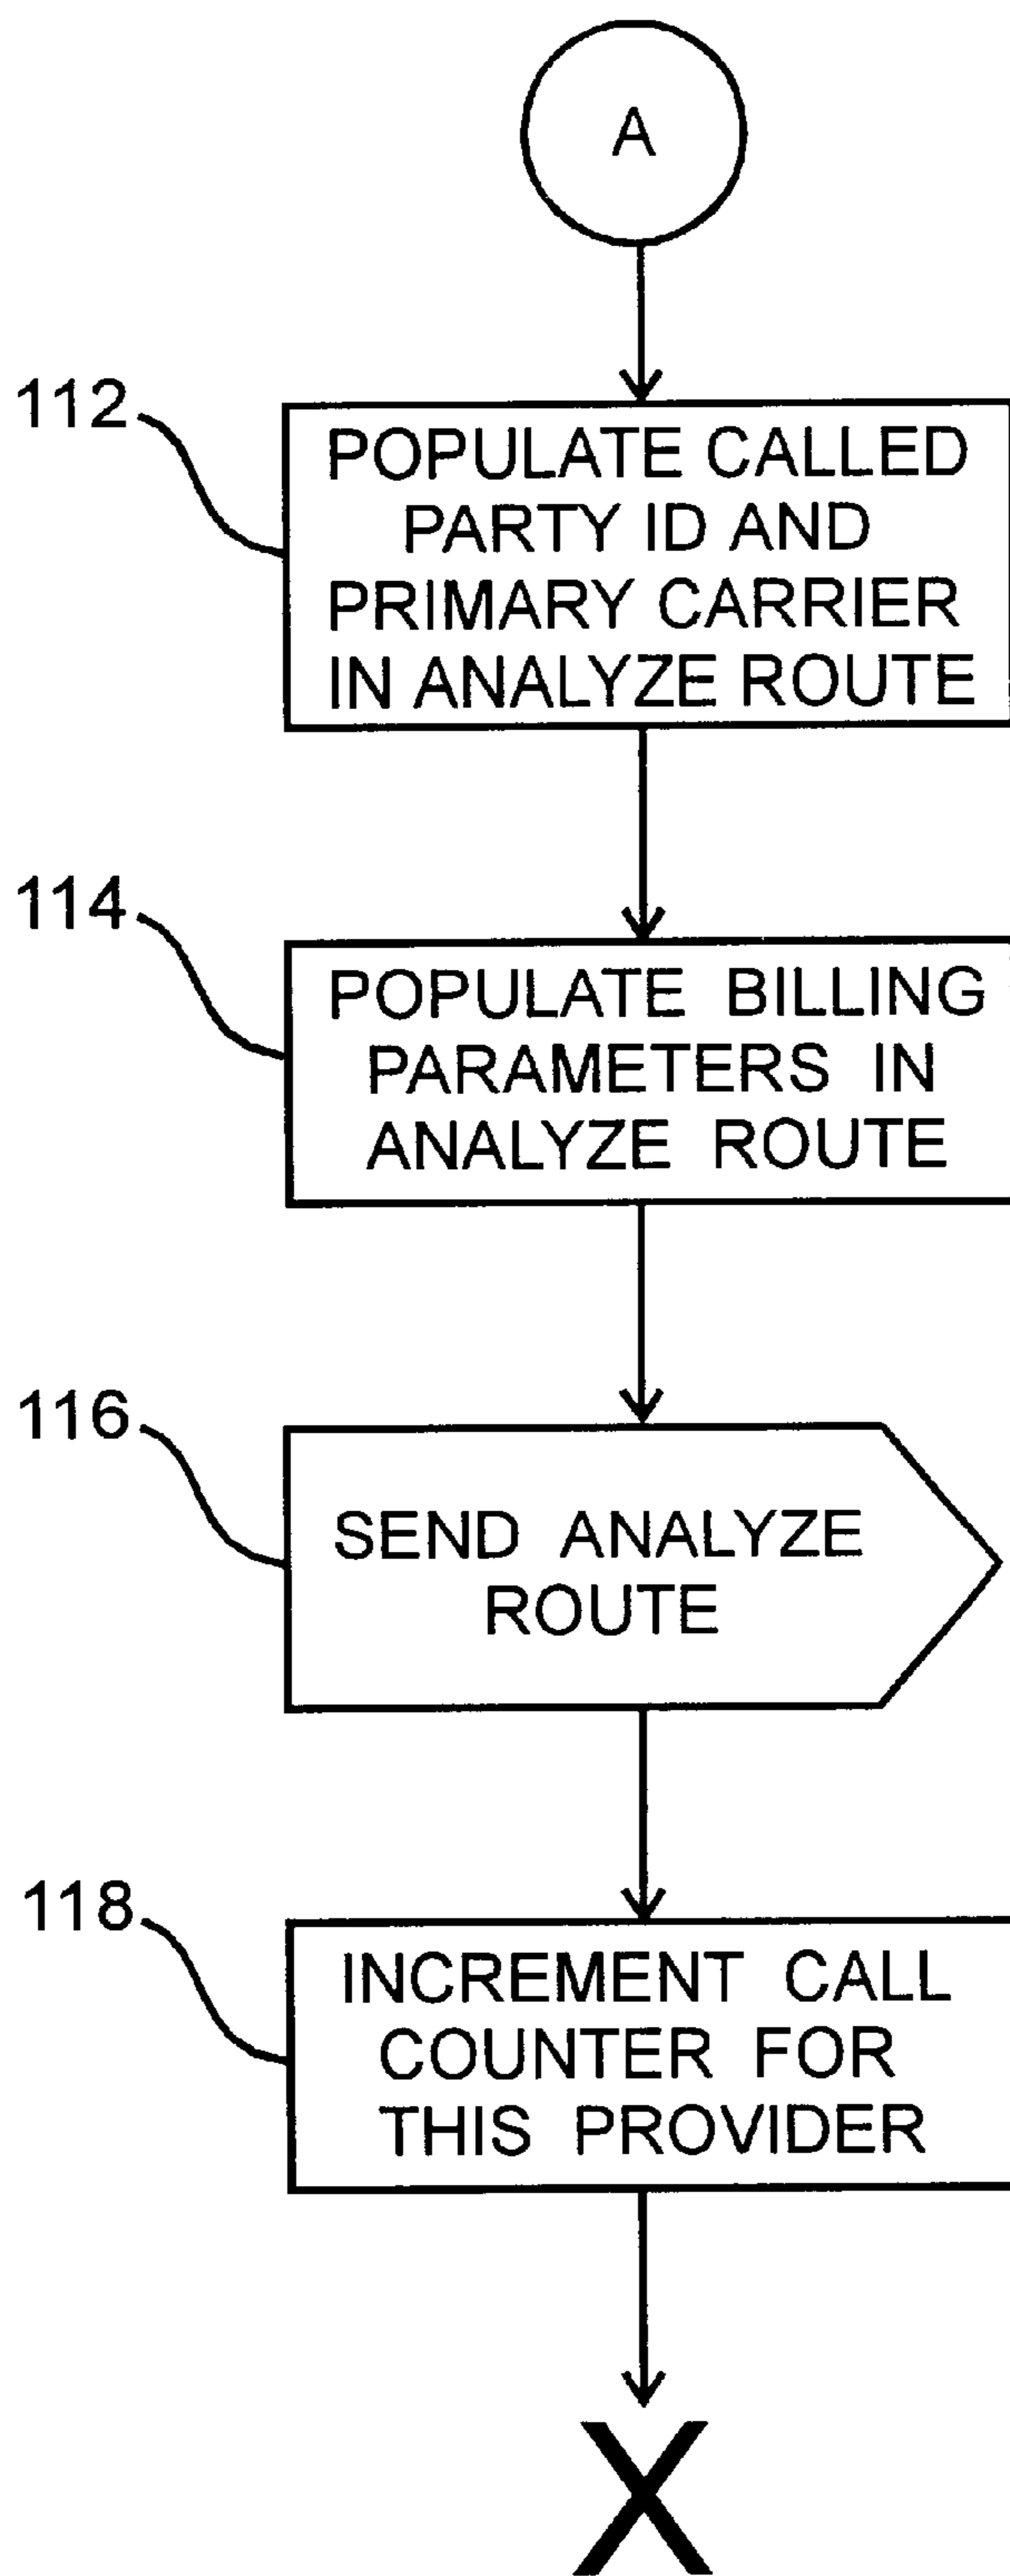 A
112
POPULATE CALLED
PARTY ID AND
PRIMARY CARRIER
IN ANALYZE ROUTE
114
POPULATE BILLING
PARAMETERS IN
ANALYZE ROUTE
116
SEND ANALYZE
ROUTE
118
INCREMENT CALL
COUNTER FOR
THIS PROVIDER
X